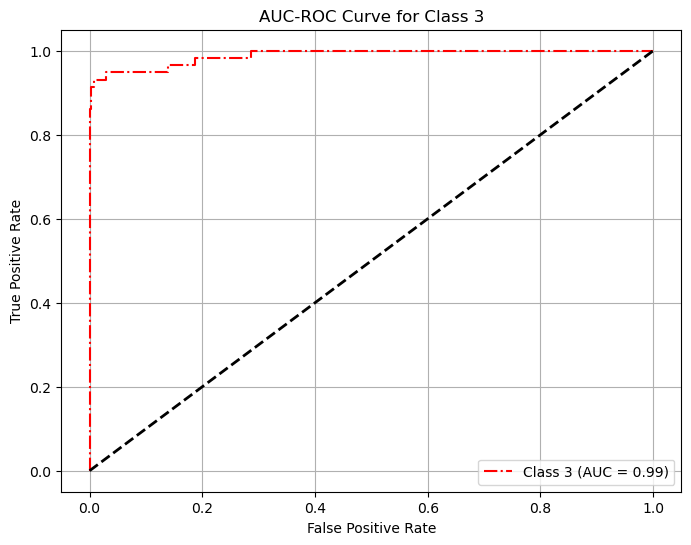 AUC-ROC Curve for Class 3
True Positive Rate
1.0
0.8
0.6
0.4
0.2
0.0
Class 3 (AUC = 0.99)
0.0 0.2 0.4 0.6 0.8 1.0
False Positive Rate